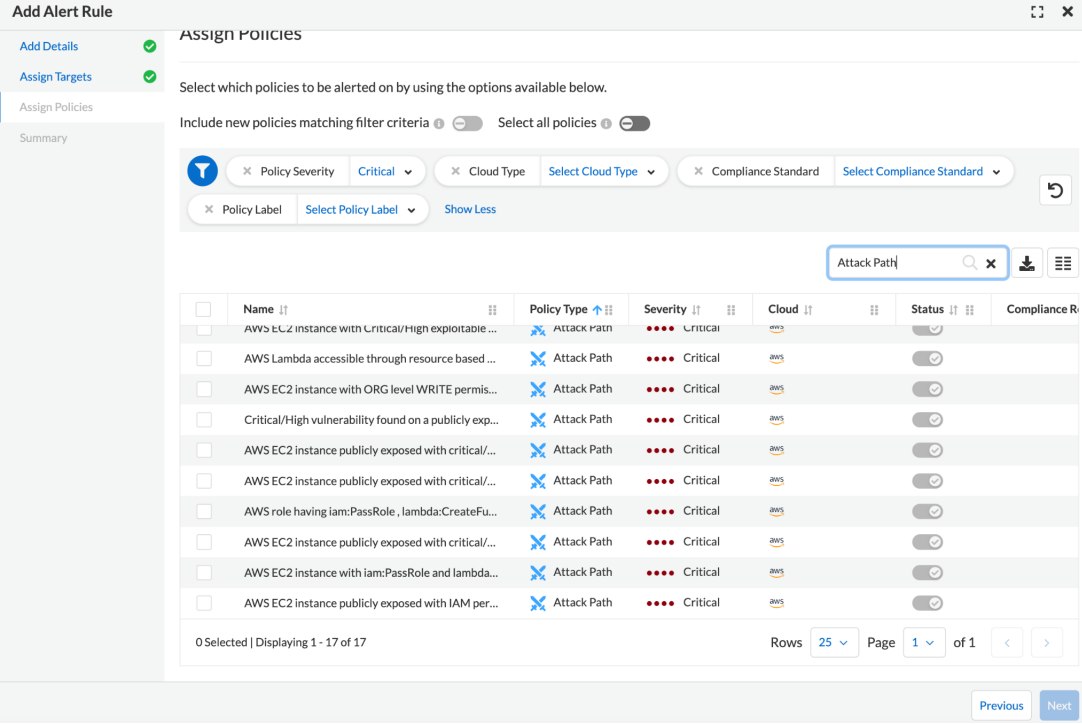 Add Alert Rule
Add Details
Assign Targets
Assign Policies
Summary
Assign Policies
Select which policies to be alerted on by using the options available below.
Include new policies matching filter criteria Select all policies
Policy Severity Critical Cloud Type Select Cloud Type Compliance Standard Select Compliance Standard
Policy Label Select Policy Label Show Less
Attack Path
Name Policy Type Severity Cloud Status Compliance R
AWS EC2 instance with Critical/High exploitable ... Attack Path Critical aws
AWS Lambda accessible through resource based ... Attack Path Critical aws
AWS EC2 instance with ORG level WRITE permis... Attack Path Critical aws
Critical/High vulnerability found on a publicly exp... Attack Path Critical aws
AWS EC2 instance publicly exposed with critical/... Attack Path Critical aws
AWS EC2 instance publicly exposed with critical/... Attack Path Critical aws
AWS role having iam:PassRole , lambda:CreateFu... Attack Path Critical aws
AWS EC2 instance publicly exposed with critical/... Attack Path Critical aws
AWS EC2 instance with iam:PassRole and lambda... Attack Path Critical aws
AWS EC2 instance publicly exposed with IAM per... Attack Path Critical aws
0 Selected | Displaying 1 - 17 of 17 Rows 25 Page 1 of 1
Previous Next